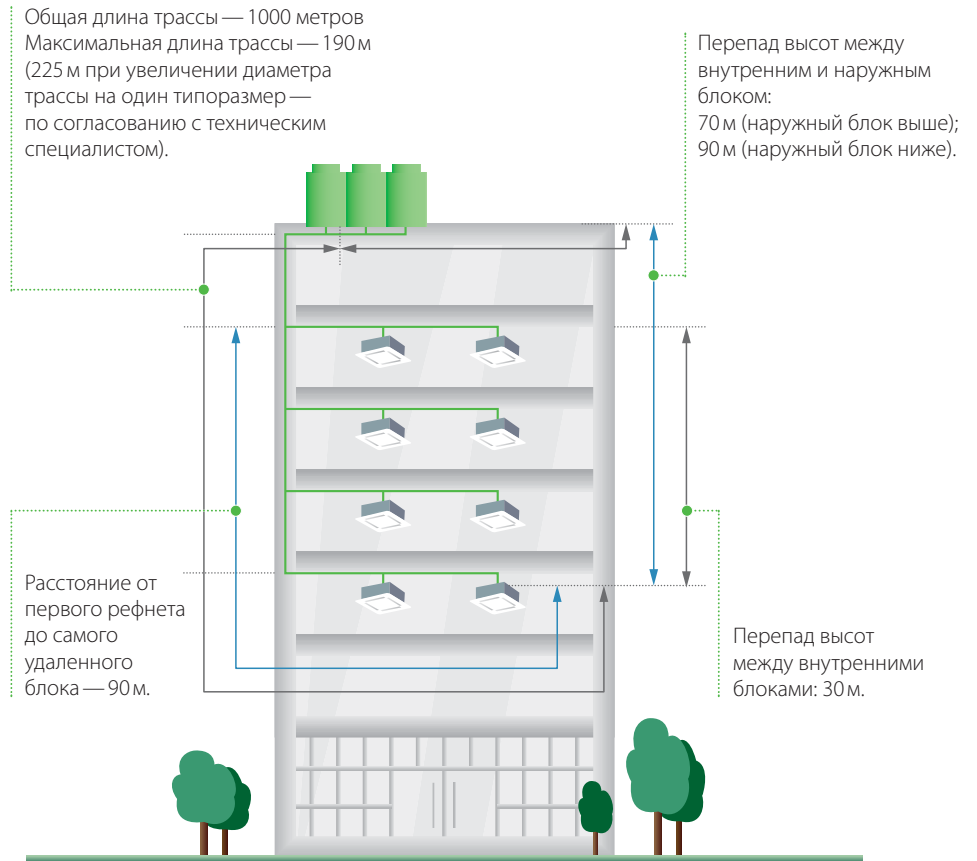 Общая длина трассы — 1000 метров
Максимальная длина трассы — 190 м
(225 м при увеличении диаметра
трассы на один типоразмер —
по согласованию с техническим
специалистом).
Перепад высот между
внутренним и наружным
блоком:
70 м (наружный блок выше);
90 м (наружный блок ниже).
Расстояние от
первого рефнета
до самого
удаленного
блока — 90 м.
Перепад высот
между внутренними
блоками: 30 м.